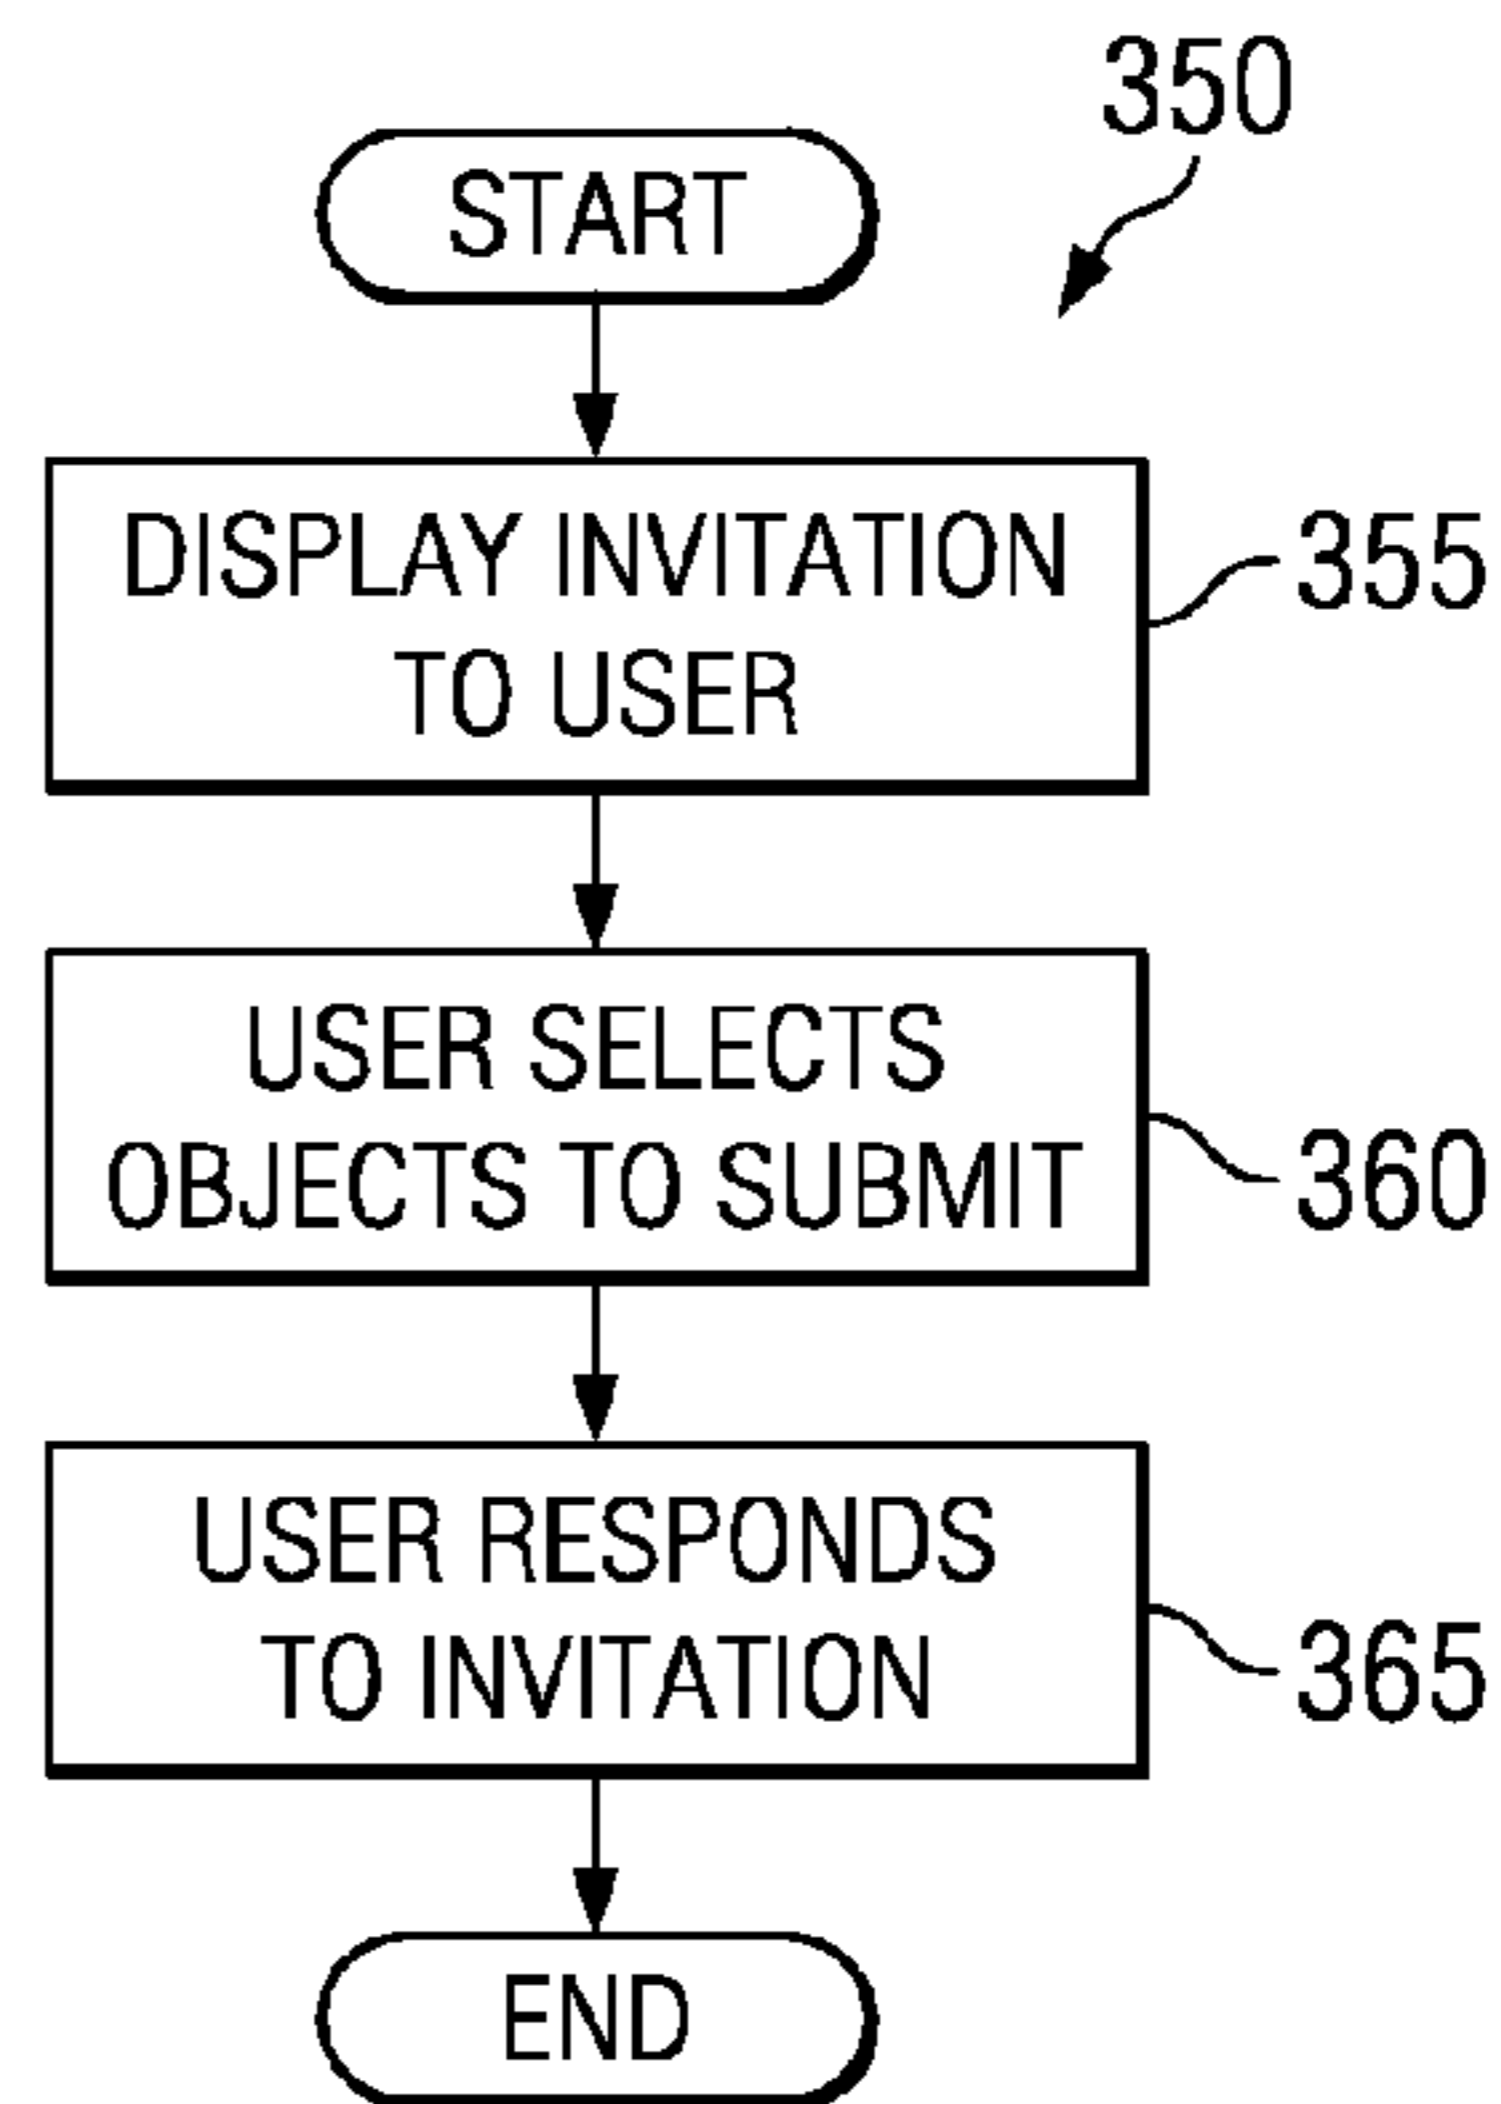 350
START
DISPLAY INVITATION
TO USER
355
USER SELECTS
OBJECTS TO SUBMIT
360
USER RESPONDS
TO INVITATION
365
END